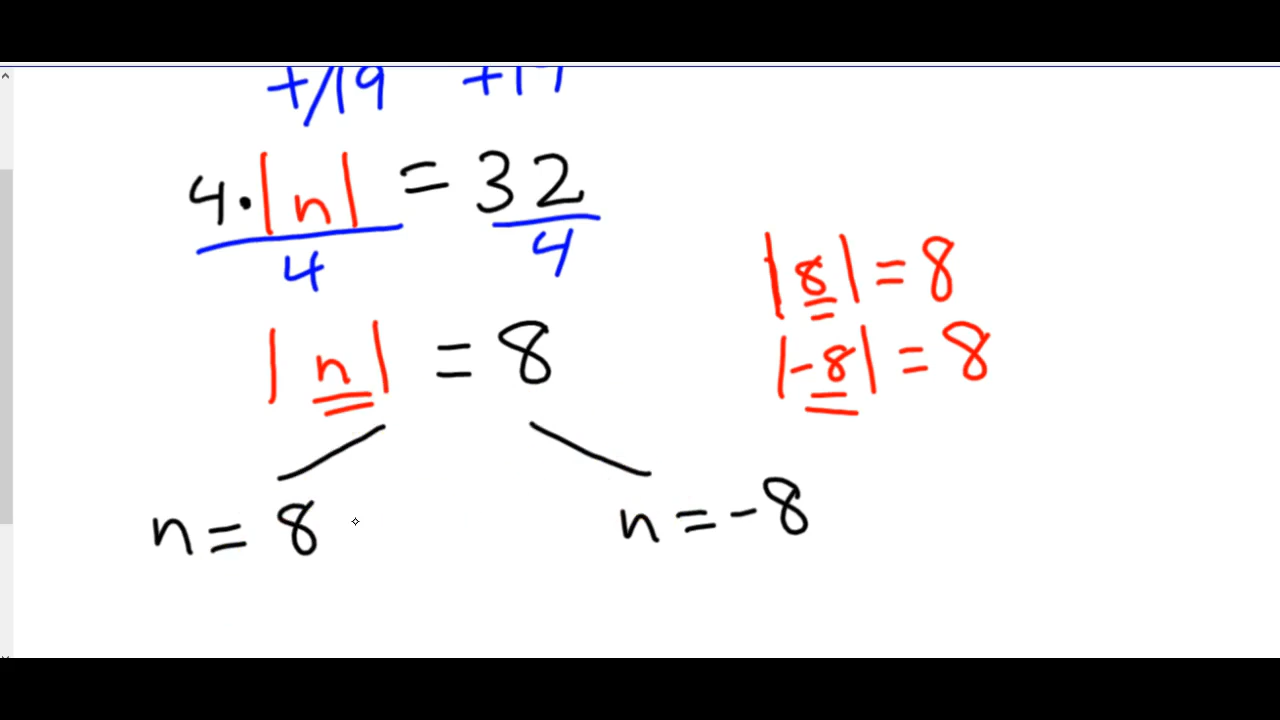 +/19 +19
4·|n| = 32
4 4
|8| = 8
|n| = 8
|-8| = 8
n = 8 n = -8